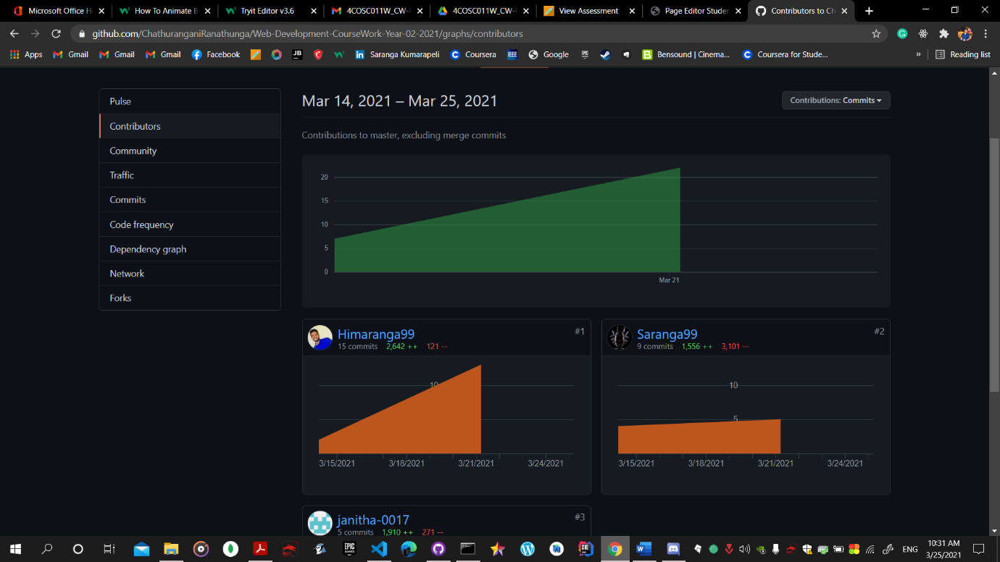 Microsoft Office H
How To Animate B
Tryit Editor v3.6
4COSC011W_CW-
4COSC011W_CW-
View Assessment
Page Editor Studer
Contributors to Ch
github.com/ChathuranganiRanathunga/Web-Development-CourseWork-Year-02-2021/graphs/contributors
Apps Gmail Gmail Gmail Facebook JB in Saranga Kumarapeli Coursera IEEE Google EPIC Bensound | Cinema... Coursera for Stude... » Reading list
Pulse
Contributors
Community
Traffic
Commits
Code frequency
Dependency graph
Network
Forks
Mar 14, 2021 – Mar 25, 2021
Contributions: Commits
Contributions to master, excluding merge commits
20
15
10
5
0
Mar 21
Himaranga99 #1
15 commits 2,642 ++ 121 --
10
3/15/2021 3/18/2021 3/21/2021 3/24/2021
Saranga99 #2
9 commits 1,556 ++ 3,101 --
10
5
3/15/2021 3/18/2021 3/21/2021 3/24/2021
janitha-0017 #3
5 commits 1,910 ++ 271 --
EPIC GAMES
ENG
10:31 AM
3/25/2021